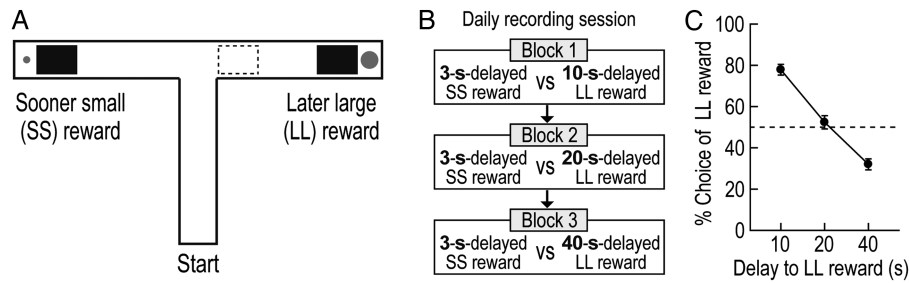 A
Sooner small
(SS) reward
Later large
(LL) reward
Start
B
Daily recording session
Block 1
3-s-delayed
SS reward
vs
10-s-delayed
LL reward
Block 2
3-s-delayed
SS reward
vs
20-s-delayed
LL reward
Block 3
3-s-delayed
SS reward
vs
40-s-delayed
LL reward
C
% Choice of LL reward
100
80
60
40
20
0
10 20 40
Delay to LL reward (s)